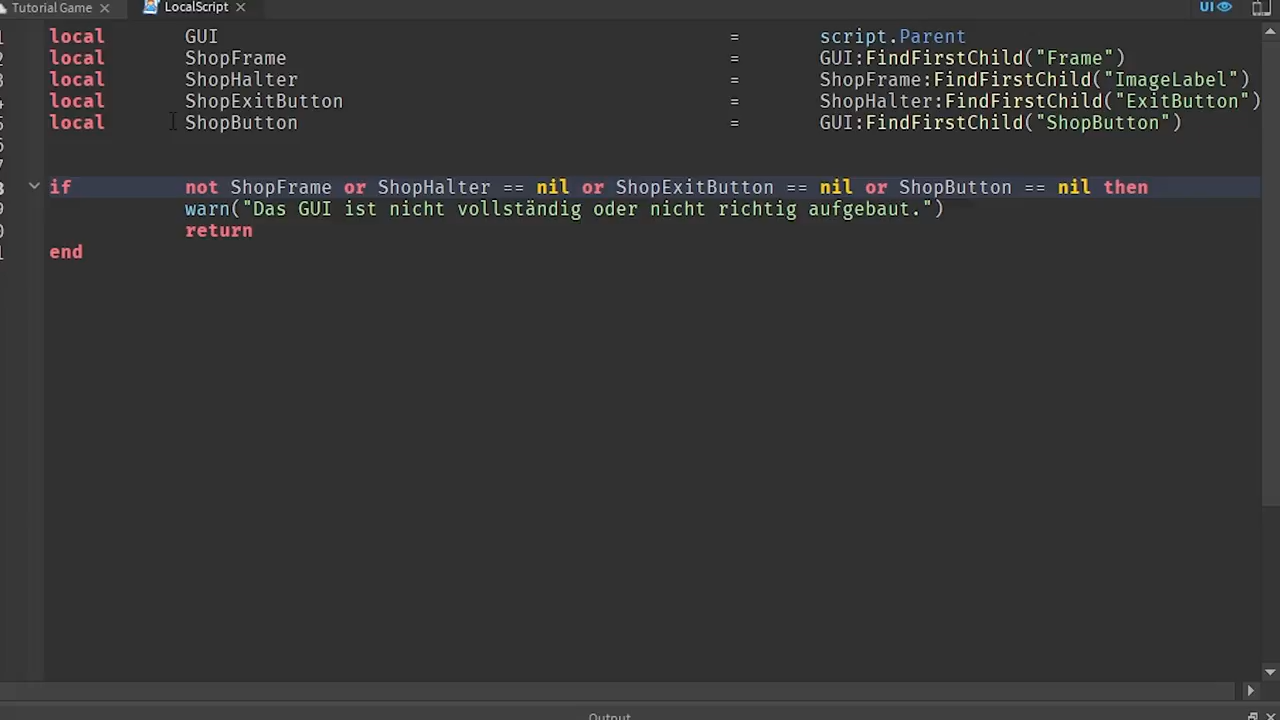 Tutorial Game LocalScript UI
local GUI = script.Parent
local ShopFrame = GUI:FindFirstChild("Frame")
local ShopHalter = ShopFrame:FindFirstChild("ImageLabel")
local ShopExitButton = ShopHalter:FindFirstChild("ExitButton")
local ShopButton = GUI:FindFirstChild("ShopButton")
if not ShopFrame or ShopHalter == nil or ShopExitButton == nil or ShopButton == nil then
warn("Das GUI ist nicht vollständig oder nicht richtig aufgebaut.")
return
end
Output